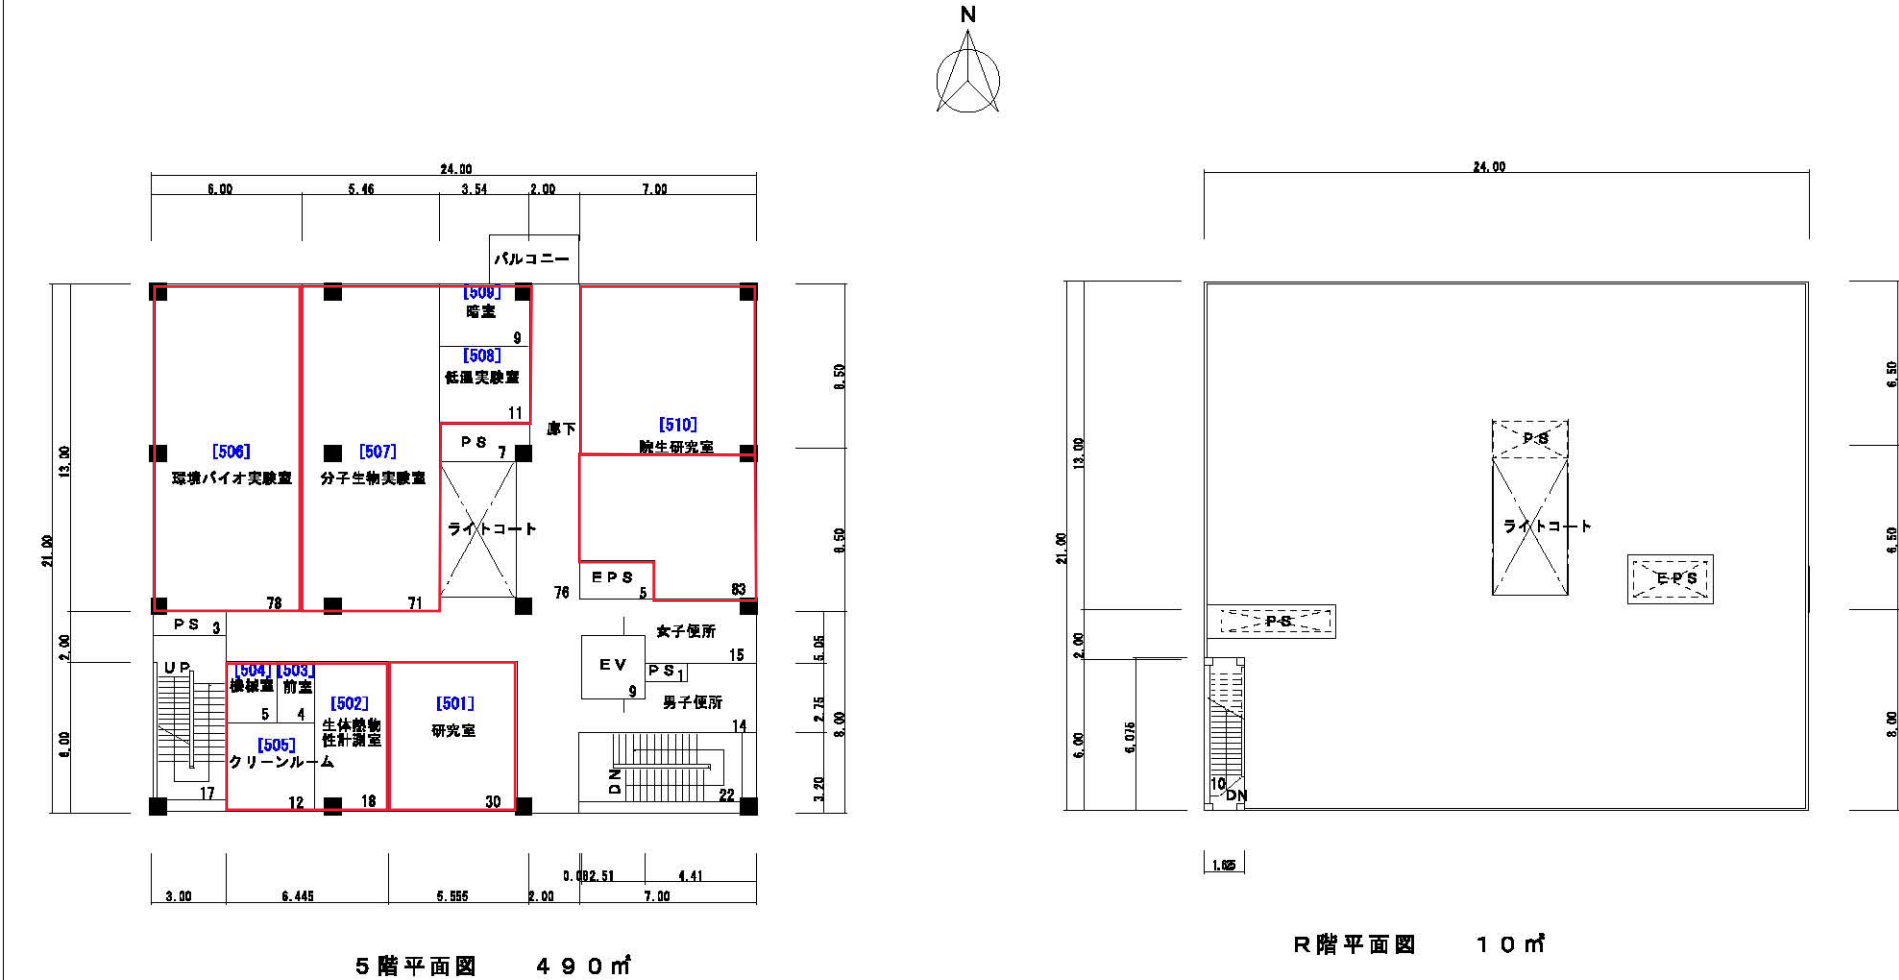 N
24.00
6.00 5.46 3.54 2.00 7.00
バルコニー
[509]
暗室
9
[508]
低温実験室
11
[506]
環境バイオ実験室
78
[507]
分子生物実験室
71
PS
7
ライトコート
廊下
76
[510]
院生研究室
83
EPS
5
PS 3
UP
17
[504]
機械室
5
[503]
前室
4
[502]
生体熱物
性計測室
18
[505]
クリーンルーム
12
[501]
研究室
30
EV
9
女子便所
15
PS 1
男子便所
14
DN
22
21.00
13.00
2.00
6.00
6.50
6.50
5.05
2.75
8.00
3.20
0.082.51 4.41
3.00 6.445 5.555 2.00 7.00
5階平面図 490㎡
24.00
PS
ライトコート
EPS
PS
10
DN
21.00
13.00
2.00
6.00
6.075
6.50
6.50
8.00
1.625
R階平面図 10㎡